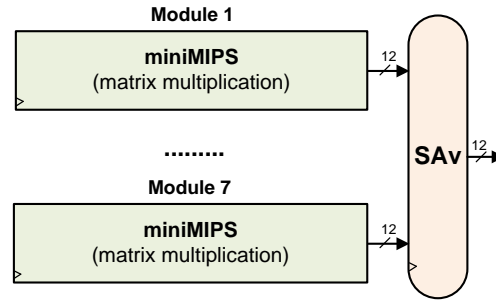 Module 1
miniMIPS
(matrix multiplication)
12
.........
Module 7
miniMIPS
(matrix multiplication)
12
SAv
12